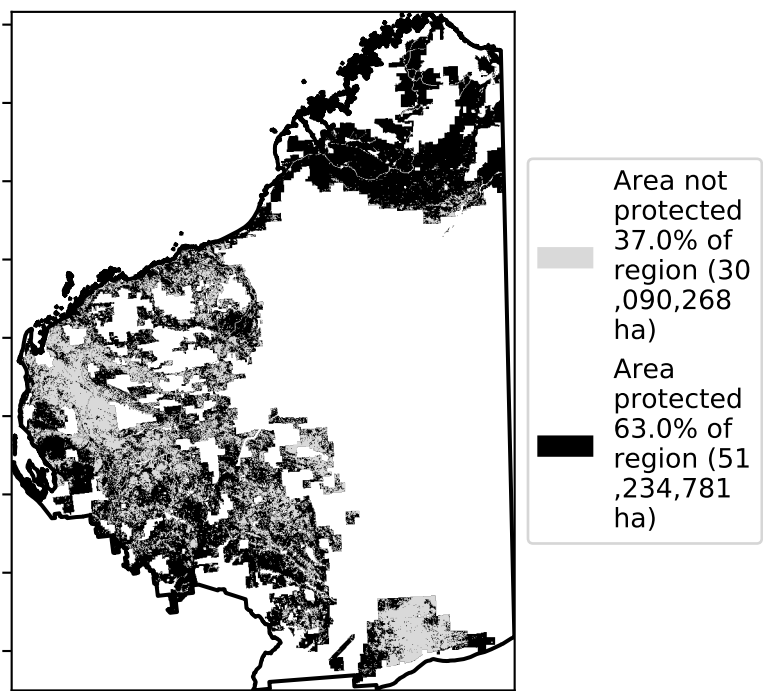 Area not
protected
37.0% of
region (30
,090,268
ha)
Area
protected
63.0% of
region (51
,234,781
ha)